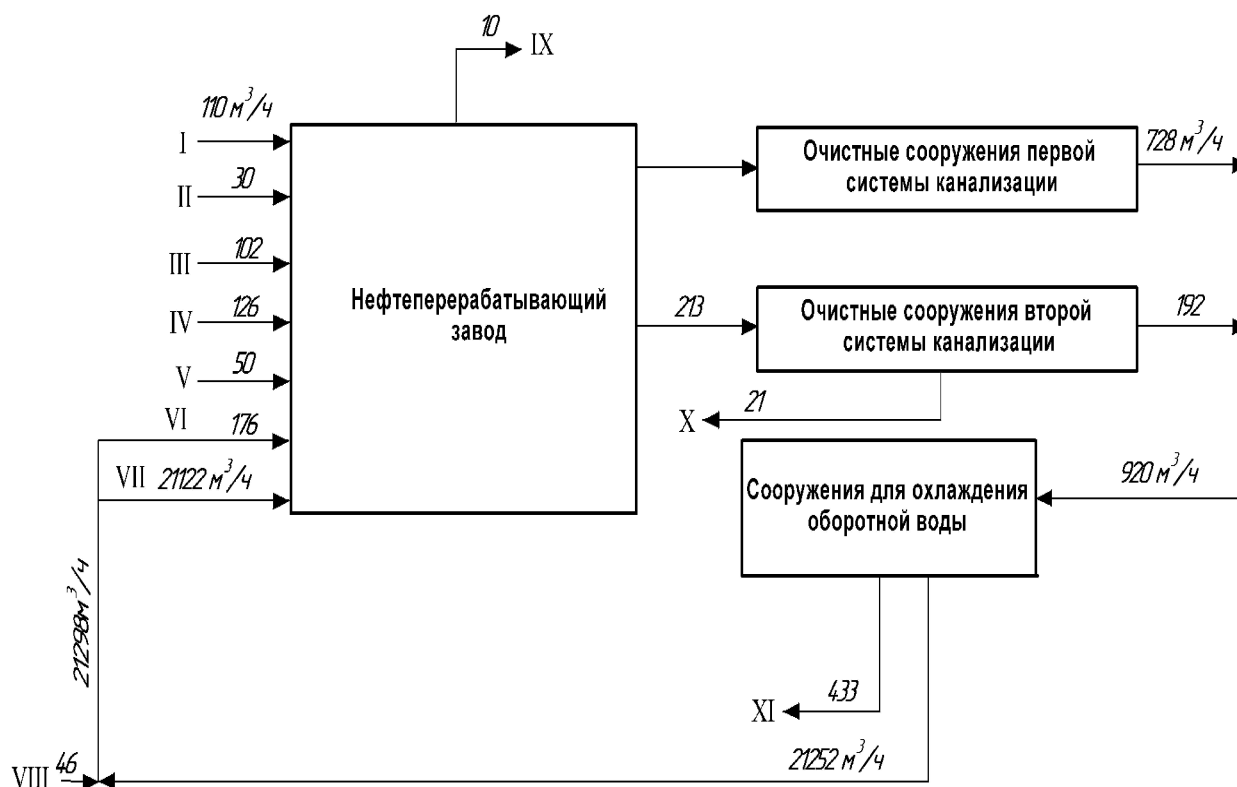 10
IX
110 м³/ч
I
30
II
102
III
126
IV
50
V
VI
176
VII
21122 м³/ч
21298м³/ч
VIII
46
Нефтеперерабатывающий
завод
213
Очистные сооружения первой
системы канализации
728 м³/ч
Очистные сооружения второй
системы канализации
192
X
21
Сооружения для охлаждения
оборотной воды
920 м³/ч
XI
433
21252 м³/ч